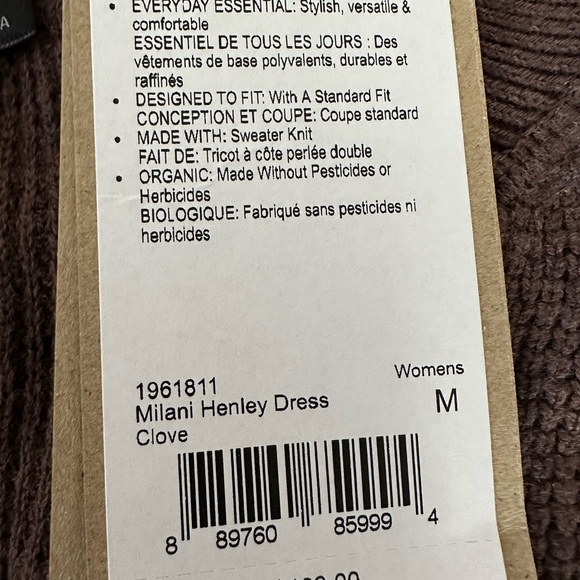 A
• EVERYDAY ESSENTIAL: Stylish, versatile &
comfortable
ESSENTIEL DE TOUS LES JOURS : Des
vêtements de base polyvalents, durables et
raffinés
• DESIGNED TO FIT: With A Standard Fit
CONCEPTION ET COUPE: Coupe standard
• MADE WITH: Sweater Knit
FAIT DE: Tricot à côte perlée double
• ORGANIC: Made Without Pesticides or
Herbicides
BIOLOGIQUE: Fabriqué sans pesticides ni
herbicides
Womens
1961811
Milani Henley Dress M
Clove
8 89760 85999 4